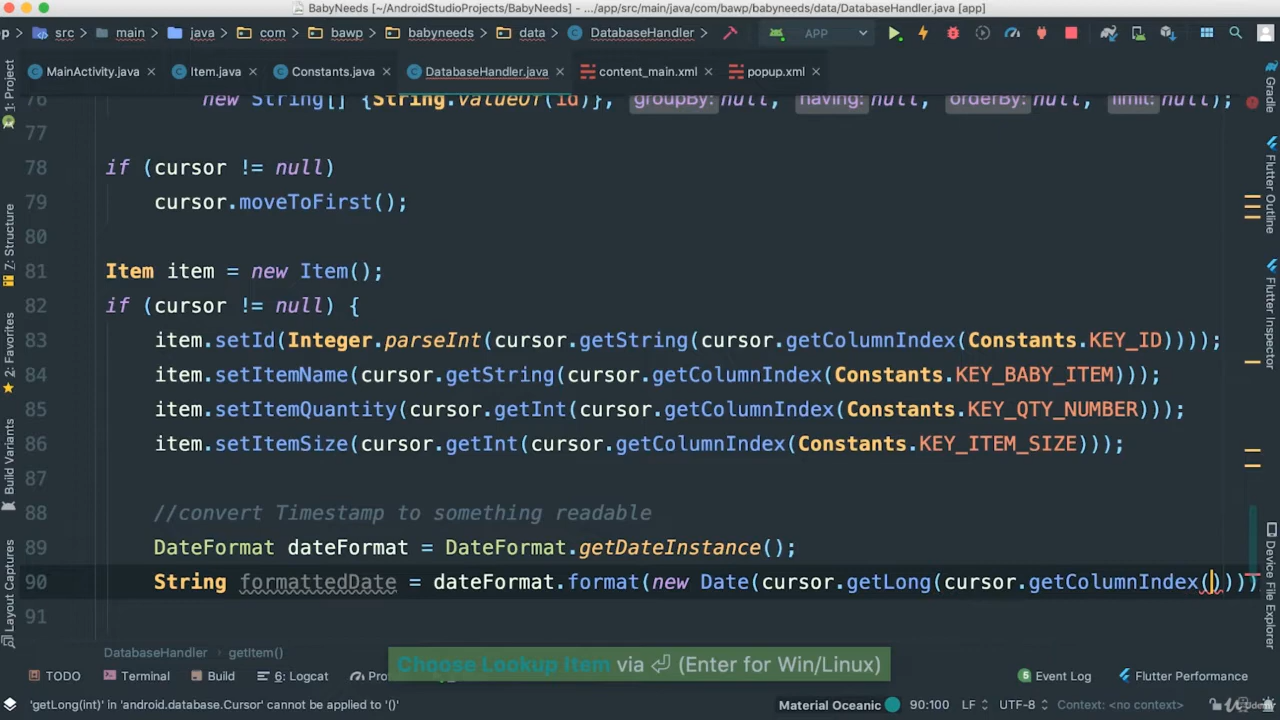 BabyNeeds [~/AndroidStudioProjects/BabyNeeds] - .../app/src/main/java/com/bawp/babyneeds/data/DatabaseHandler.java [app]
src main java com bawp babyneeds data DatabaseHandler APP
MainActivity.java Item.java Constants.java DatabaseHandler.java content_main.xml popup.xml
76 new String[] {String.valueOf(id)}, groupBy: null, having: null, orderBy: null, limit: null);
77
78 if (cursor != null)
79 cursor.moveToFirst();
80
81 Item item = new Item();
82 if (cursor != null) {
83 item.setId(Integer.parseInt(cursor.getString(cursor.getColumnIndex(Constants.KEY_ID))));
84 item.setItemName(cursor.getString(cursor.getColumnIndex(Constants.KEY_BABY_ITEM)));
85 item.setItemQuantity(cursor.getInt(cursor.getColumnIndex(Constants.KEY_QTY_NUMBER)));
86 item.setItemSize(cursor.getInt(cursor.getColumnIndex(Constants.KEY_ITEM_SIZE)));
87
88 //convert Timestamp to something readable
89 DateFormat dateFormat = DateFormat.getDateInstance();
90 String formattedDate = dateFormat.format(new Date(cursor.getLong(cursor.getColumnIndex())))
91
1: Project
7: Structure
2: Favorites
Build Variants
Layout Captures
Gradle
Flutter Outline
Flutter Inspector
Device File Explorer
DatabaseHandler getItem()
Choose Lookup Item via ⏎ (Enter for Win/Linux)
TODO Terminal Build 6: Logcat Event Log Flutter Performance
'getLong(int)' in 'android.database.Cursor' cannot be applied to '()' Material Oceanic 90:100 LF UTF-8 Context: <no context>